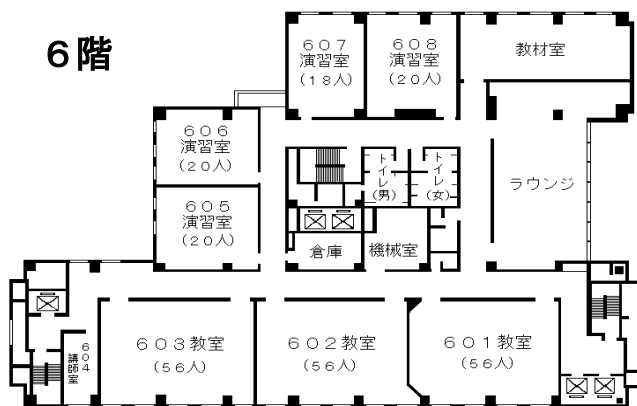 6階
607
演習室
(18人)
608
演習室
(20人)
教材室
606
演習室
(20人)
トイレ
(男)
トイレ
(女)
ラウンジ
605
演習室
(20人)
倉庫
機械室
604
講師室
603教室
(56人)
602教室
(56人)
601教室
(56人)